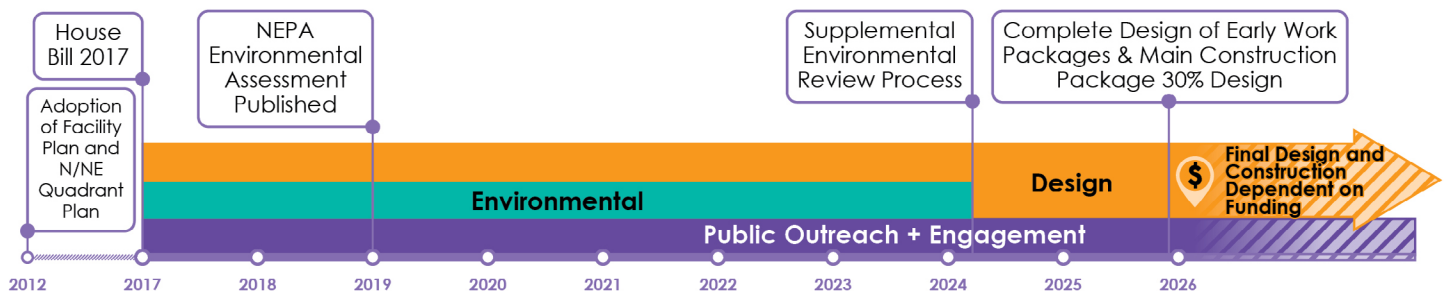 House
Bill 2017
Adoption
of Facility
Plan and
N/NE
Quadrant
Plan
NEPA
Environmental
Assessment
Published
Supplemental
Environmental
Review Process
Complete Design of Early Work
Packages & Main Construction
Package 30% Design
Environmental
Design
$
Final Design and
Construction
Dependent on
Funding
Public Outreach + Engagement
2012
2017
2018
2019
2020
2021
2022
2023
2024
2025
2026